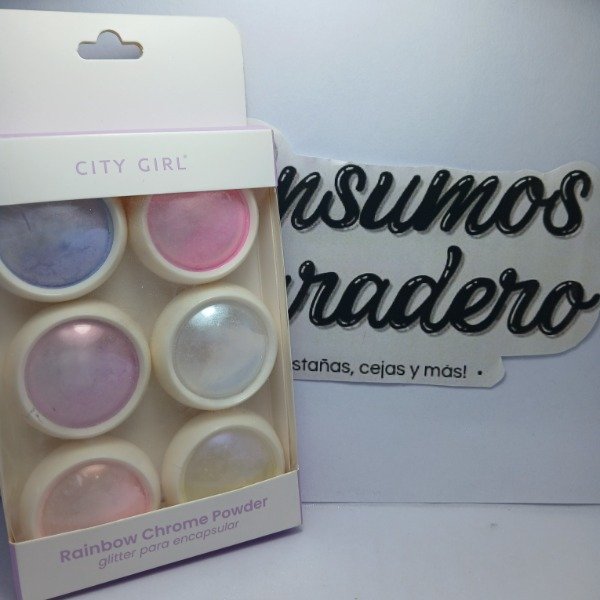 CITY GIRL
nsumos
radero
stañas, cejas y más! •
Rainbow Chrome Powder
glitter para encapsular